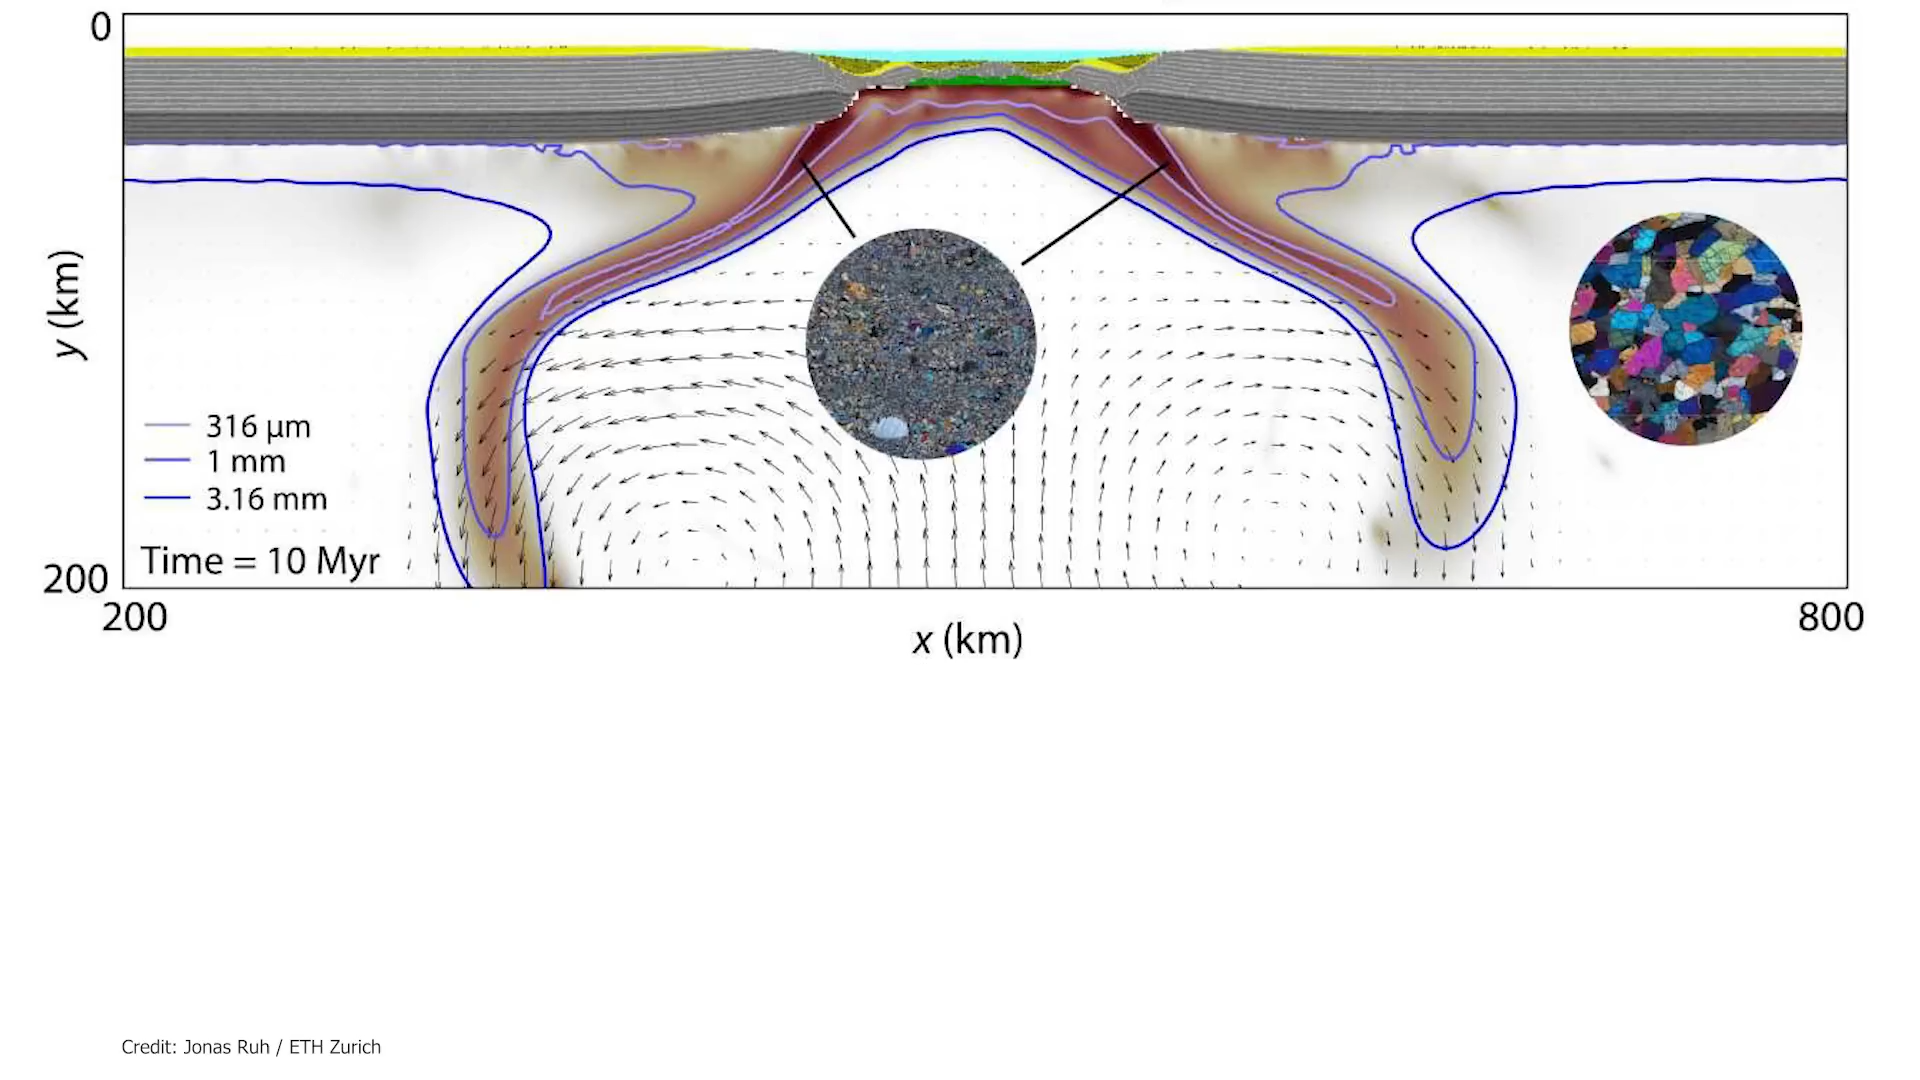 0
y (km)
316 µm
1 mm
3.16 mm
Time = 10 Myr
200
200
800
x (km)
Credit: Jonas Ruh / ETH Zurich